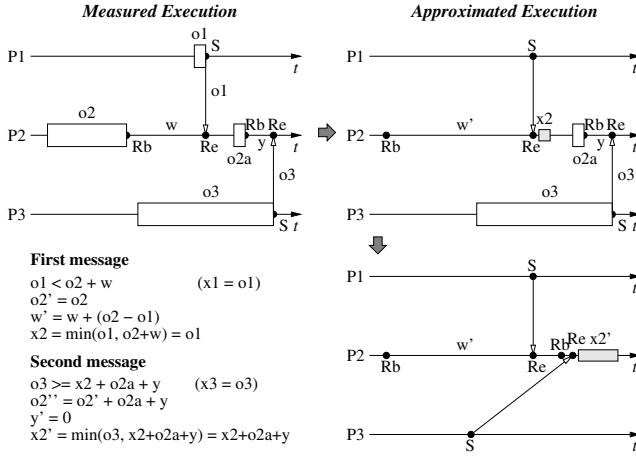 Measured Execution
Approximated Execution
o1
P1
S
t
o1
o2
w
Rb
Re
P2
Rb
Re
y
t
o2a
o3
P3
S
t
P1
S
t
x2
P2
w'
Rb
Re
Rb
Re
y
t
o2a
o3
o3
P3
S
t
First message
o1 < o2 + w (x1 = o1)
o2' = o2
w' = w + (o2 − o1)
x2 = min(o1, o2+w) = o1
Second message
o3 >= x2 + o2a + y (x3 = o3)
o2'' = o2' + o2a + y
y' = 0
x2' = min(o3, x2+o2a+y) = x2+o2a+y
P1
S
t
P2
w'
Rb
Re
Rb
Re
x2'
t
P3
S
t